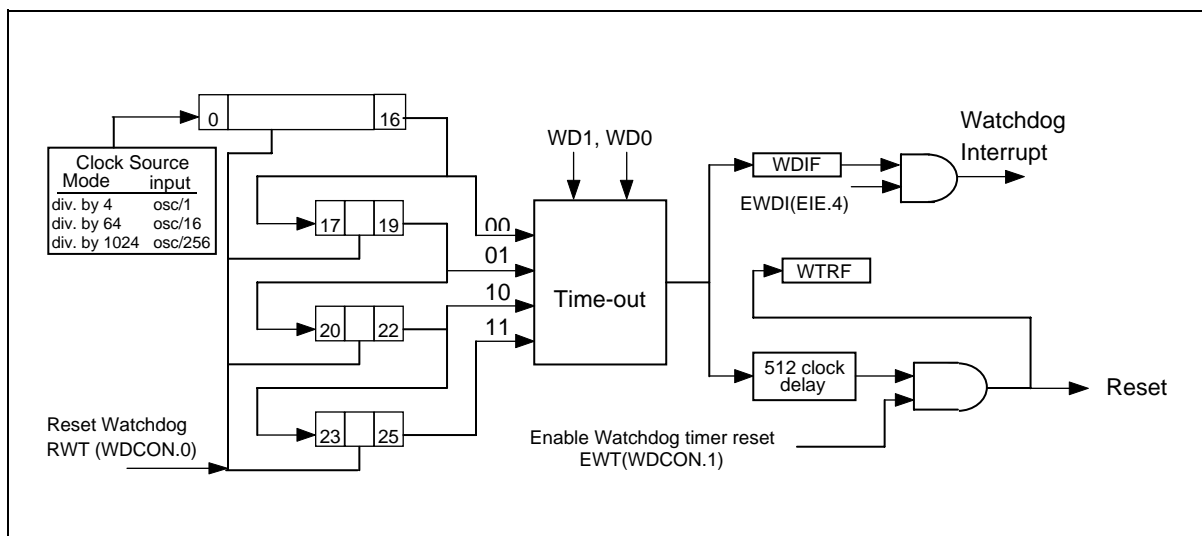 0 16
Clock Source
Mode input
div. by 4 osc/1
div. by 64 osc/16
div. by 1024 osc/256
17 19
20 22
23 25
Reset Watchdog
RWT (WDCON.0)
WD1, WD0
00
01
10
11
Time-out
WDIF
EWDI(EIE.4)
Watchdog
Interrupt
WTRF
512 clock
delay
Reset
Enable Watchdog timer reset
EWT(WDCON.1)